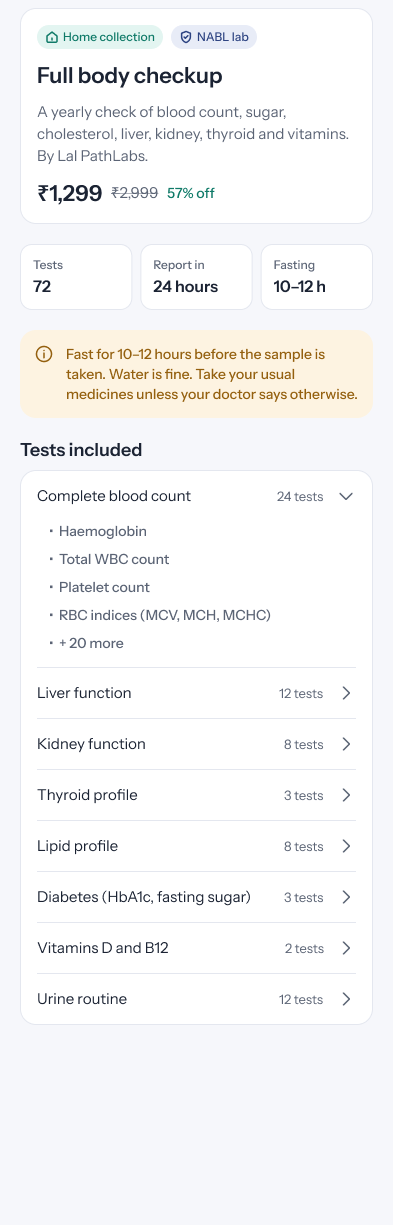 Home collection
NABL lab
Full body checkup
A yearly check of blood count, sugar,
cholesterol, liver, kidney, thyroid and vitamins.
By Lal PathLabs.
₹1,299 ₹2,999 57% off
Tests
72
Report in
24 hours
Fasting
10–12 h
Fast for 10–12 hours before the sample is
taken. Water is fine. Take your usual
medicines unless your doctor says otherwise.
Tests included
Complete blood count 24 tests
· Haemoglobin
· Total WBC count
· Platelet count
· RBC indices (MCV, MCH, MCHC)
· + 20 more
Liver function 12 tests
Kidney function 8 tests
Thyroid profile 3 tests
Lipid profile 8 tests
Diabetes (HbA1c, fasting sugar) 3 tests
Vitamins D and B12 2 tests
Urine routine 12 tests